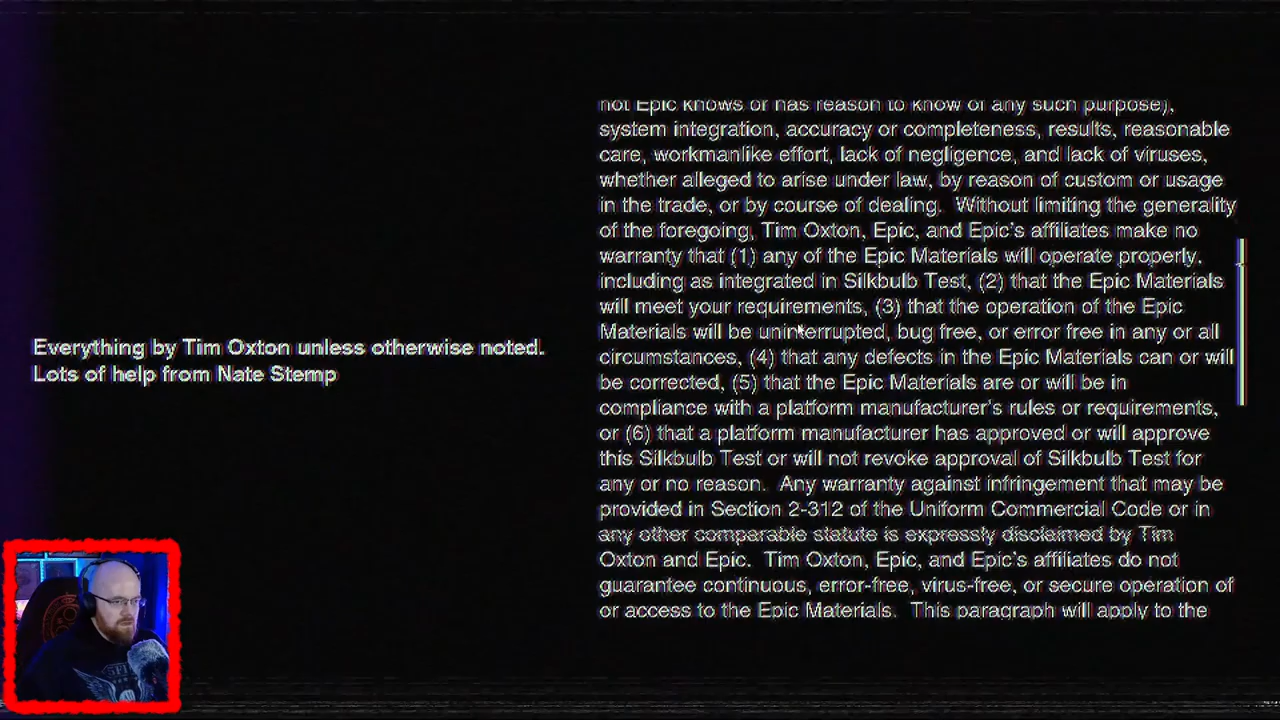 Everything by Tim Oxton unless otherwise noted.
Lots of help from Nate Stemp
not Epic knows or has reason to know of any such purpose),
system integration, accuracy or completeness, results, reasonable
care, workmanlike effort, lack of negligence, and lack of viruses,
whether alleged to arise under law, by reason of custom or usage
in the trade, or by course of dealing.  Without limiting the generality
of the foregoing, Tim Oxton, Epic, and Epic's affiliates make no
warranty that (1) any of the Epic Materials will operate properly,
including as integrated in Silkbulb Test, (2) that the Epic Materials
will meet your requirements, (3) that the operation of the Epic
Materials will be uninterrupted, bug free, or error free in any or all
circumstances, (4) that any defects in the Epic Materials can or will
be corrected, (5) that the Epic Materials are or will be in
compliance with a platform manufacturer's rules or requirements,
or (6) that a platform manufacturer has approved or will approve
this Silkbulb Test or will not revoke approval of Silkbulb Test for
any or no reason.  Any warranty against infringement that may be
provided in Section 2-312 of the Uniform Commercial Code or in
any other comparable statute is expressly disclaimed by Tim
Oxton and Epic.  Tim Oxton, Epic, and Epic's affiliates do not
guarantee continuous, error-free, virus-free, or secure operation of
or access to the Epic Materials.  This paragraph will apply to the